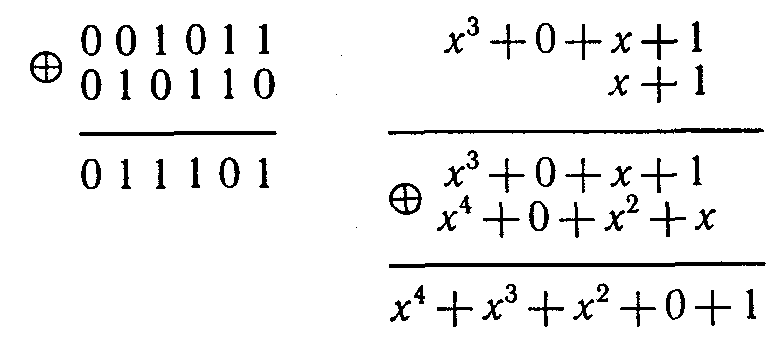 0 0 1 0 1 1
⊕
0 1 0 1 1 0
0 1 1 1 0 1
x³ + 0 + x + 1
x + 1
x³ + 0 + x + 1
⊕
x⁴ + 0 + x² + x
x⁴ + x³ + x² + 0 + 1